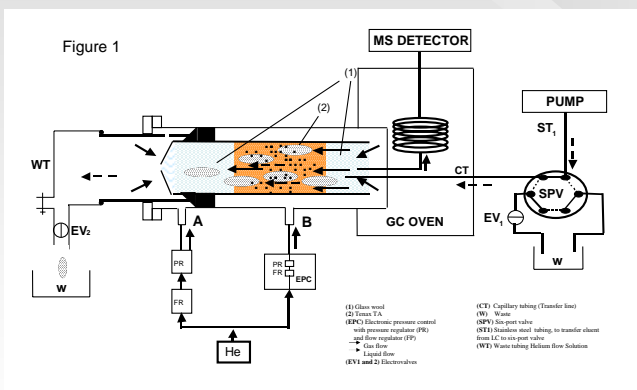 Figure 1
MS DETECTOR
(1)
(2)
PUMP
ST1
WT
CT
SPV
EV1
EV2
A
B
GC OVEN
W
W
PR
FR
PR
FR
EPC
He
(1) Glass wool
(2) Tenax TA
(EPC) Electronic pressure control
with pressure regulator (PR)
and flow regulator (FP)
Gas flow
Liquid flow
(EV1 and 2) Electrovalves
(CT) Capillary tubing (Transfer line)
(W) Waste
(SPV) Six-port valve
(ST1) Stainless steel tubing, to transfer eluent
from LC to six-port valve
(WT) Waste tubing Helium flow Solution